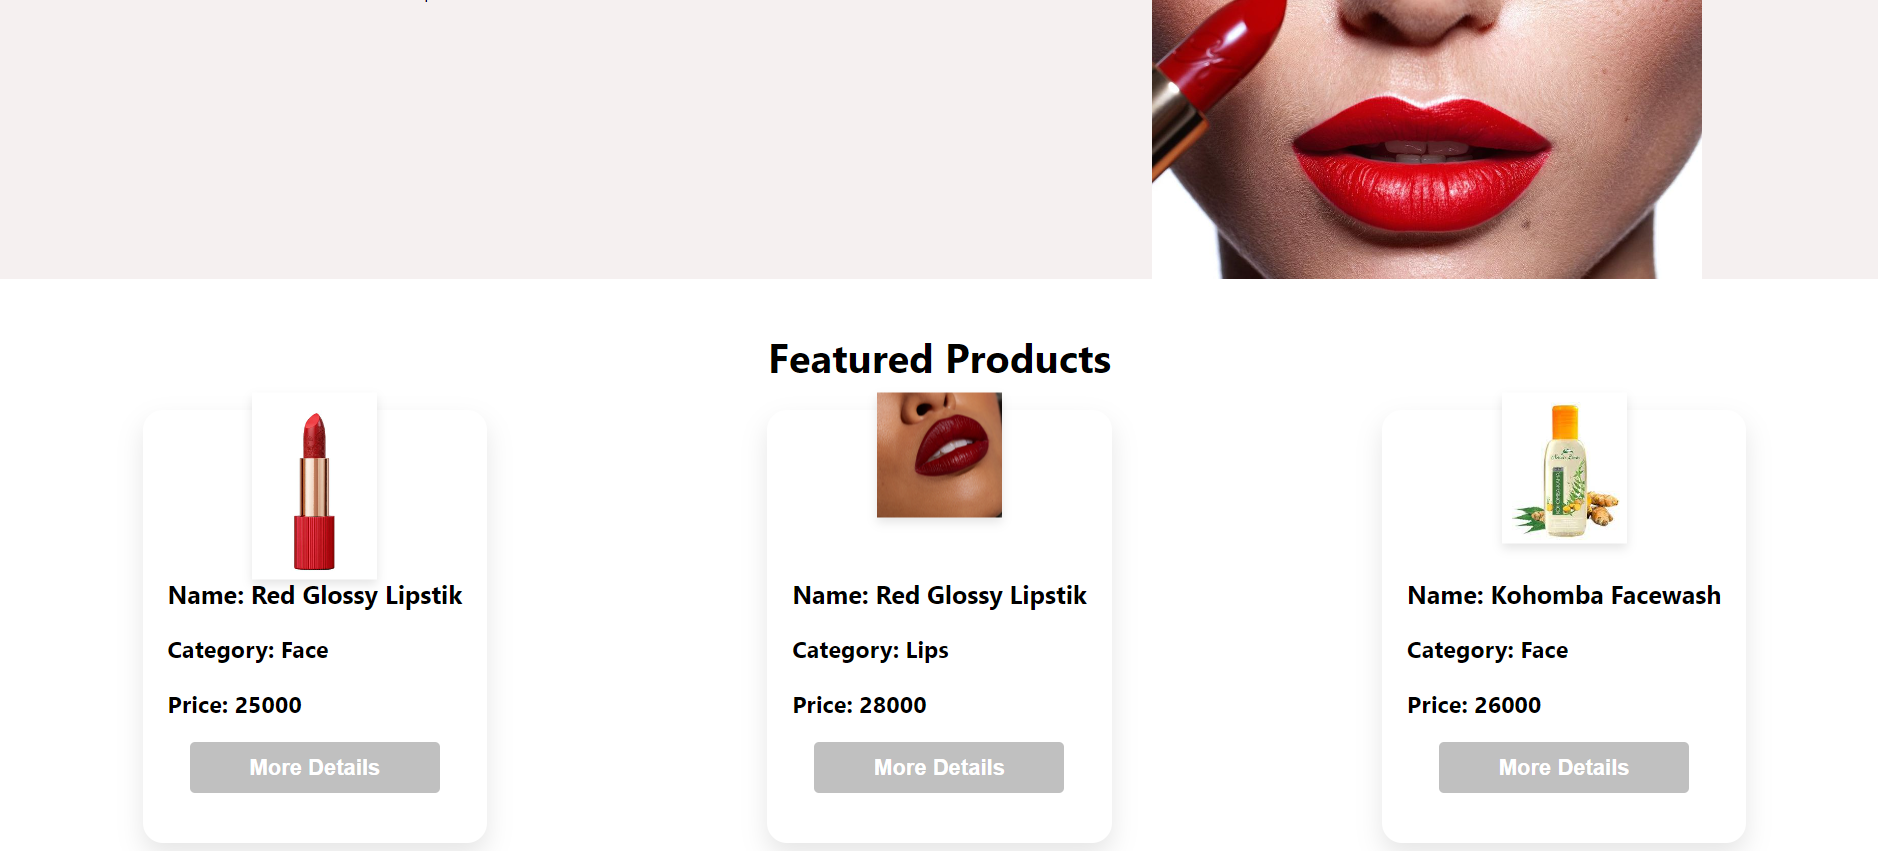 Featured Products
Name: Red Glossy Lipstik
Category: Face
Price: 25000
More Details
Name: Red Glossy Lipstik
Category: Lips
Price: 28000
More Details
Name: Kohomba Facewash
Category: Face
Price: 26000
More Details